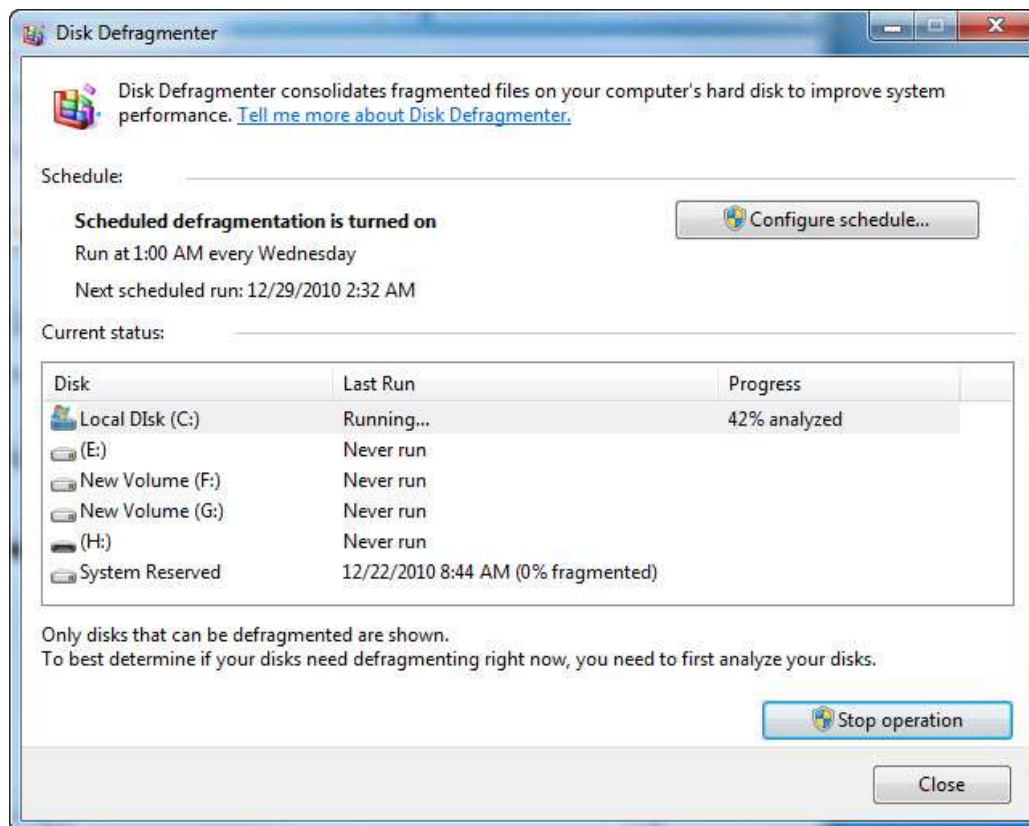 Disk Defragmenter
Disk Defragmenter consolidates fragmented files on your computer's hard disk to improve system
performance. Tell me more about Disk Defragmenter.
Schedule:
Scheduled defragmentation is turned on
Configure schedule...
Run at 1:00 AM every Wednesday
Next scheduled run: 12/29/2010 2:32 AM
Current status:
Disk Last Run Progress
Local DIsk (C:) Running... 42% analyzed
(E:) Never run
New Volume (F:) Never run
New Volume (G:) Never run
(H:) Never run
System Reserved 12/22/2010 8:44 AM (0% fragmented)
Only disks that can be defragmented are shown.
To best determine if your disks need defragmenting right now, you need to first analyze your disks.
Stop operation
Close